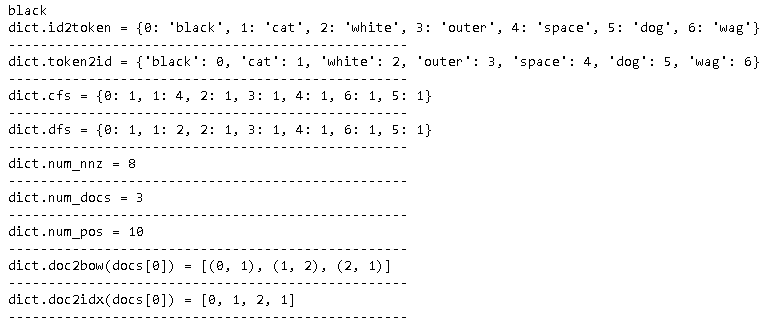 black
dict.id2token = {0: 'black', 1: 'cat', 2: 'white', 3: 'outer', 4: 'space', 5: 'dog', 6: 'wag'}
--------------------------------------------------
dict.token2id = {'black': 0, 'cat': 1, 'white': 2, 'outer': 3, 'space': 4, 'dog': 5, 'wag': 6}
--------------------------------------------------
dict.cfs = {0: 1, 1: 4, 2: 1, 3: 1, 4: 1, 6: 1, 5: 1}
--------------------------------------------------
dict.dfs = {0: 1, 1: 2, 2: 1, 3: 1, 4: 1, 6: 1, 5: 1}
--------------------------------------------------
dict.num_nnz = 8
--------------------------------------------------
dict.num_docs = 3
--------------------------------------------------
dict.num_pos = 10
--------------------------------------------------
dict.doc2bow(docs[0]) = [(0, 1), (1, 2), (2, 1)]
--------------------------------------------------
dict.doc2idx(docs[0]) = [0, 1, 2, 1]
--------------------------------------------------